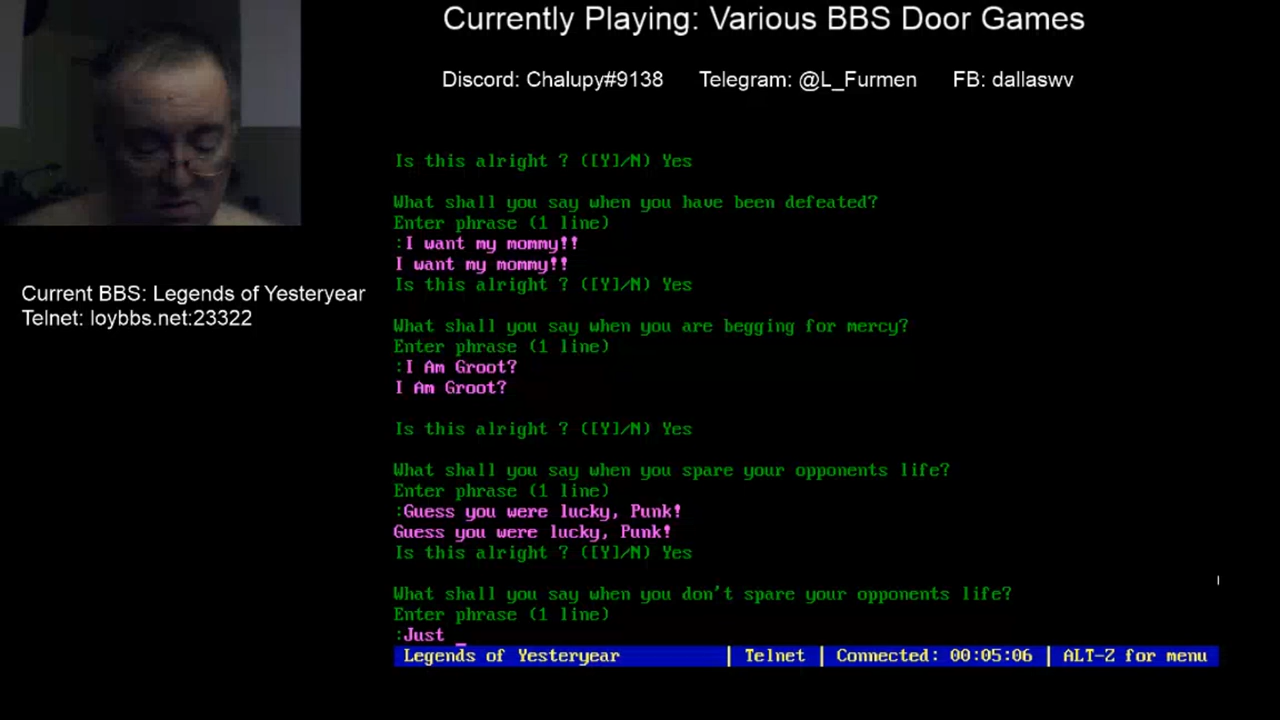 Currently Playing: Various BBS Door Games
Discord: Chalupy#9138 Telegram: @L_Furmen FB: dallaswv
Is this alright ? ([Y]/N) Yes
What shall you say when you have been defeated?
Enter phrase (1 line)
:I want my mommy!!
I want my mommy!!
Is this alright ? ([Y]/N) Yes
Current BBS: Legends of Yesteryear
Telnet: loybbs.net:23322
What shall you say when you are begging for mercy?
Enter phrase (1 line)
:I Am Groot?
I Am Groot?
Is this alright ? ([Y]/N) Yes
What shall you say when you spare your opponents life?
Enter phrase (1 line)
:Guess you were lucky, Punk!
Guess you were lucky, Punk!
Is this alright ? ([Y]/N) Yes
What shall you say when you don't spare your opponents life?
Enter phrase (1 line)
:Just _
Legends of Yesteryear | Telnet | Connected: 00:05:06 | ALT-Z for menu